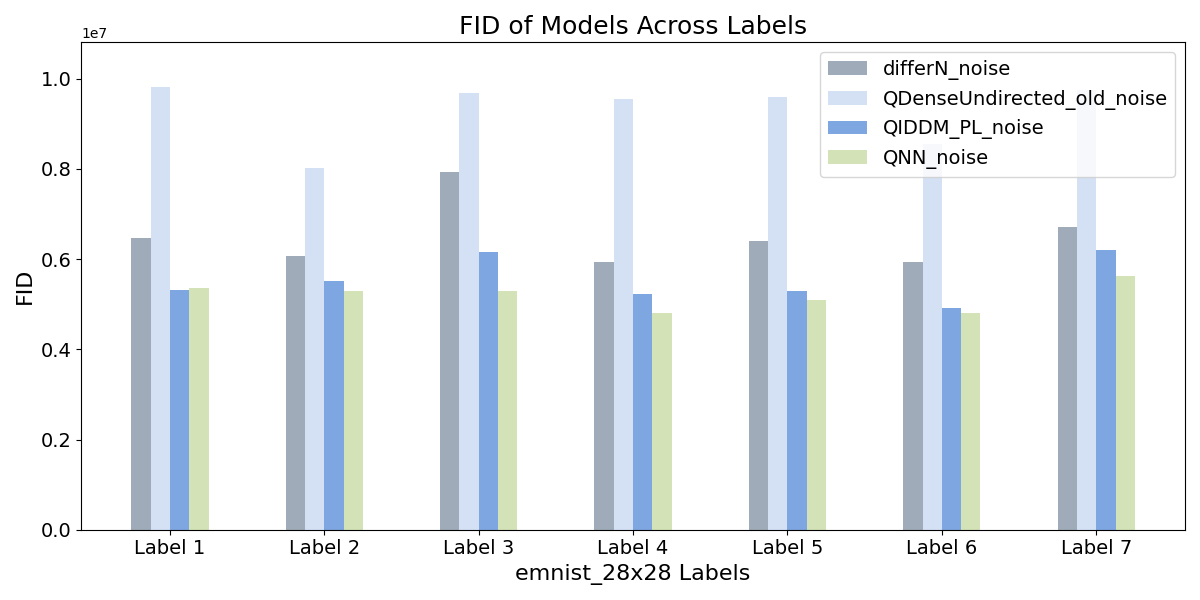 FID of Models Across Labels
1e7
1.0
0.8
0.6
0.4
0.2
0.0
FID
differN_noise
QDenseUndirected_old_noise
QIDDM_PL_noise
QNN_noise
Label 1 Label 2 Label 3 Label 4 Label 5 Label 6 Label 7
emnist_28x28 Labels